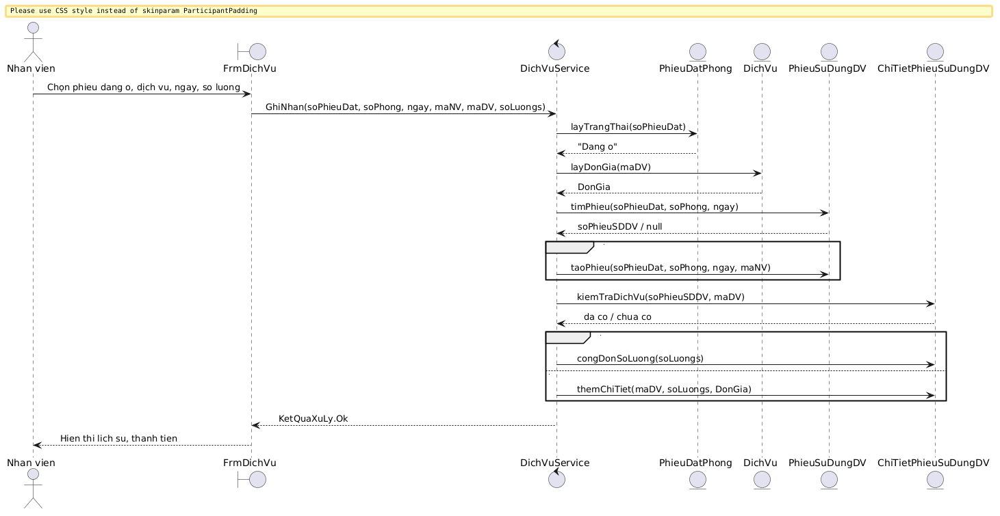 Please use CSS style instead of skinparam ParticipantPadding
Nhan vien
FrmDichVu
DichVuService
PhieuDatPhong
DichVu
PhieuSuDungDV
ChiTietPhieuSuDungDV
Chọn phieu dang o, dịch vu, ngay, so luong
GhiNhan(soPhieuDat, soPhong, ngay, maNV, maDV, soLuongs)
layTrangThai(soPhieuDat)
"Dang o"
layDonGia(maDV)
DonGia
timPhieu(soPhieuDat, soPhong, ngay)
soPhieuSDDV / null
taoPhieu(soPhieuDat, soPhong, ngay, maNV)
kiemTraDichVu(soPhieuSDDV, maDV)
da co / chua co
congDonSoLuong(soLuongs)
themChiTiet(maDV, soLuongs, DonGia)
KetQuaXuLy.Ok
Hien thi lich su, thanh tien
Nhan vien
FrmDichVu
DichVuService
PhieuDatPhong
DichVu
PhieuSuDungDV
ChiTietPhieuSuDungDV